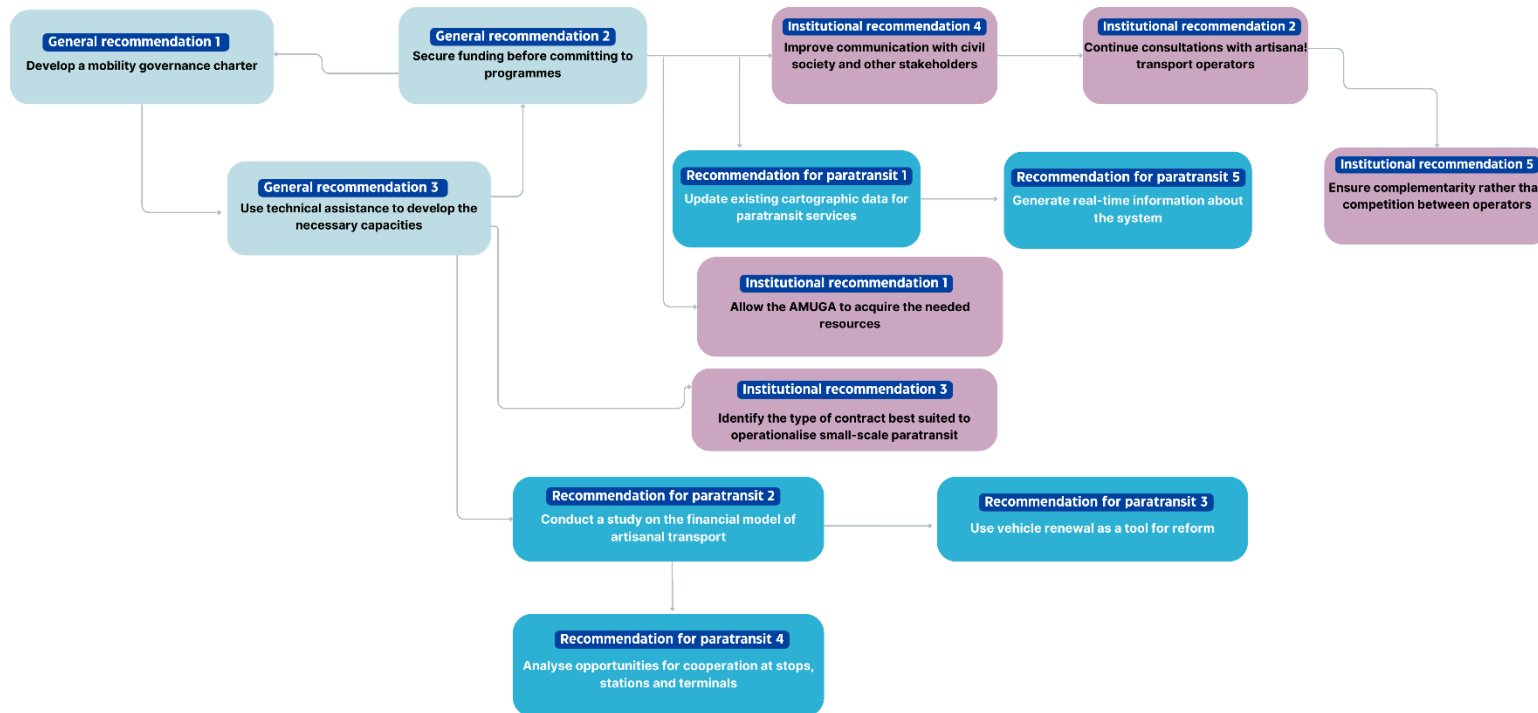 General recommendation 1
Develop a mobility governance charter
General recommendation 2
Secure funding before committing to
programmes
Institutional recommendation 4
Improve communication with civil
society and other stakeholders
Institutional recommendation 2
Continue consultations with artisana!
transport operators
General recommendation 3
Use technical assistance to develop the
necessary capacities
Recommendation for paratransit 1
Update existing cartographic data for
paratransit services
Recommendation for paratransit 5
Generate real-time information about
the system
Institutional recommendation 5
Ensure complementarity rather tha
competition between operators
Institutional recommendation 1
Allow the AMUGA to acquire the needed
resources
Institutional recommendation 3
Identify the type of contract best suited to
operationalise small-scale paratransit
Recommendation for paratransit 2
Conduct a study on the financial model of
artisanal transport
Recommendation for paratransit 3
Use vehicle renewal as a tool for reform
Recommendation for paratransit 4
Analyse opportunities for cooperation at stops,
stations and terminals